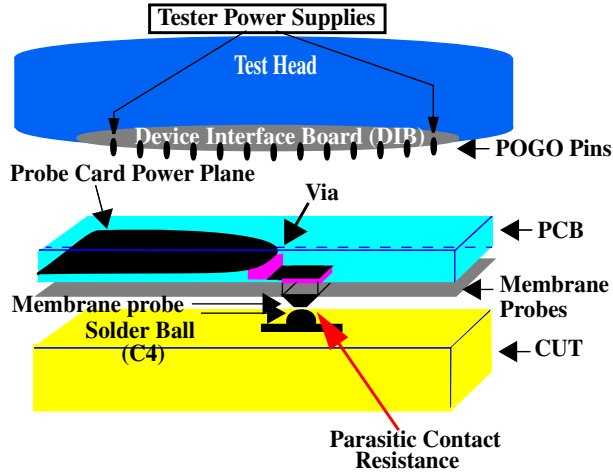 Tester Power Supplies
Test Head
Device Interface Board (DIB)
POGO Pins
Probe Card Power Plane
Via
PCB
Membrane
Probes
Membrane probe
Solder Ball
(C4)
CUT
Parasitic Contact
Resistance